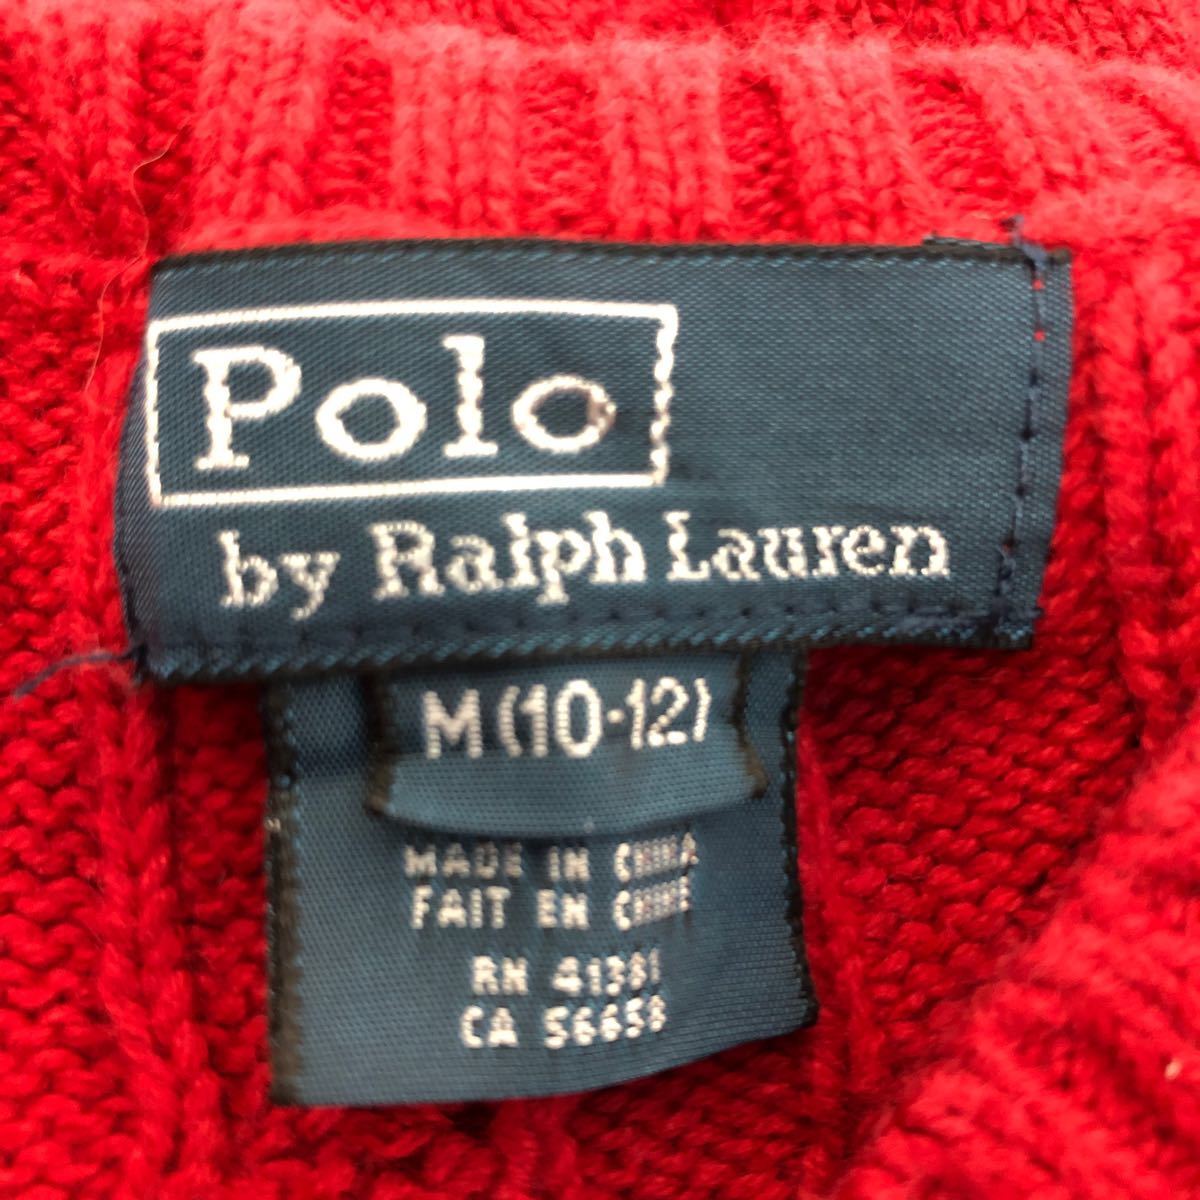 Polo
by Ralph Lauren
M (10-12)
MADE IN CHINA
FAIT EN CHINE
RN 41381
CA 56658